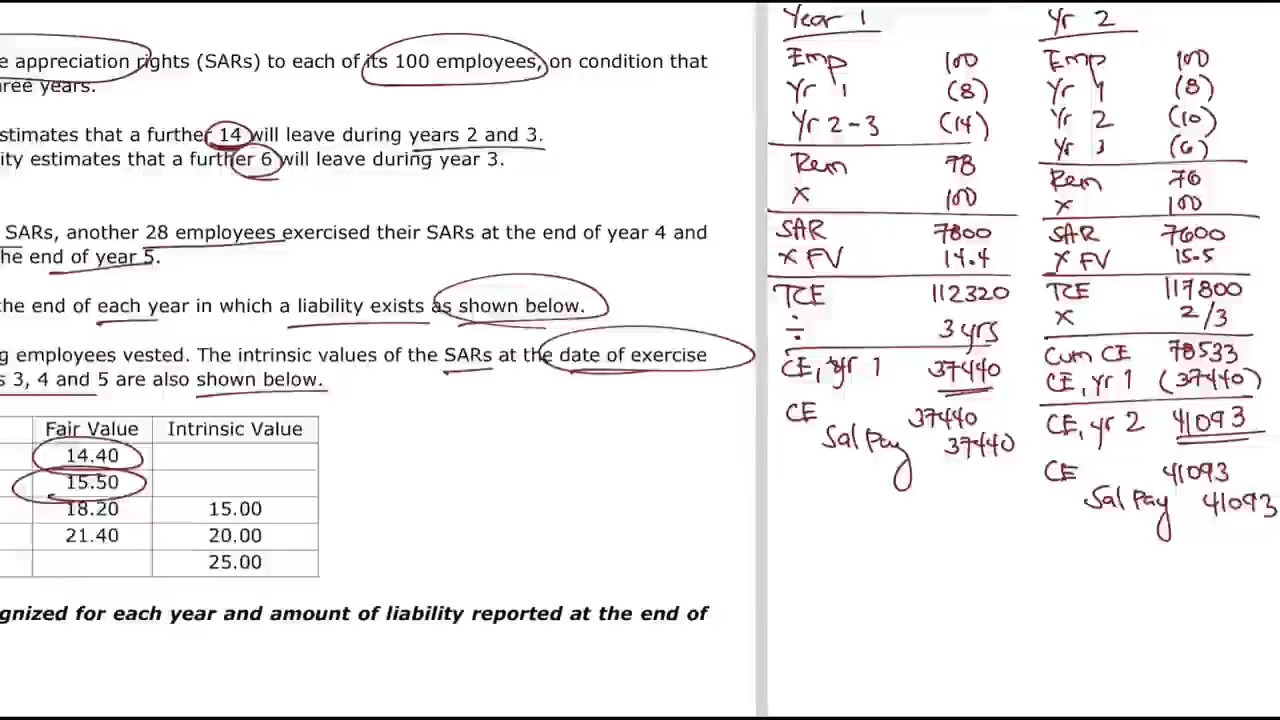 e appreciation rights (SARs) to each of its 100 employees, on condition that
hree years.
estimates that a further 14 will leave during years 2 and 3.
ity estimates that a further 6 will leave during year 3.
SARs, another 28 employees exercised their SARs at the end of year 4 and
the end of year 5.
the end of each year in which a liability exists as shown below.
g employees vested. The intrinsic values of the SARs at the date of exercise
s 3, 4 and 5 are also shown below.
Fair Value Intrinsic Value
14.40
15.50
18.20 15.00
21.40 20.00
25.00
gnized for each year and amount of liability reported at the end of
Year 1
Emp 100
Yr 1 (8)
Yr 2-3 (14)
Rem 78
x 100
SAR 7800
x FV 14.4
TCE 112320
÷ 3 yrs
CE, yr 1 37440
CE 37440
Sal Pay 37440
Yr 2
Emp 100
Yr 1 (8)
Yr 2 (10)
Yr 3 (6)
Rem 76
x 100
SAR 7600
x FV 15.5
TCE 117800
x 2/3
Cum CE 78533
CE, yr 1 (37440)
CE, yr 2 41093
CE 41093
Sal Pay 41093